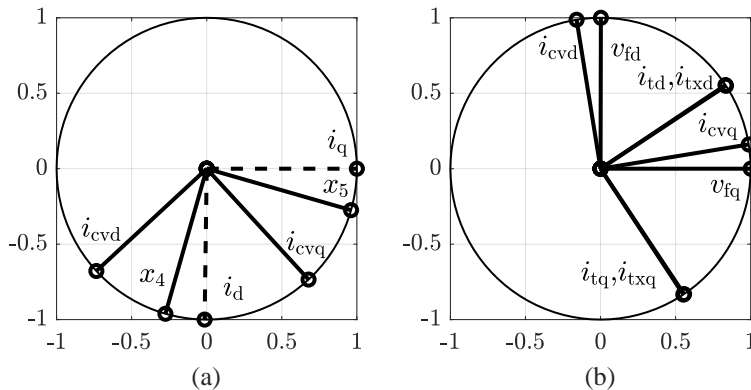 1
0.5
0
-0.5
-1
-1
-0.5
0
0.5
1
i_q
x_5
i_cvd
i_cvq
x_4
i_d
(a)
1
0.5
0
-0.5
-1
-1
-0.5
0
0.5
1
i_cvd
v_fd
i_td,i_txd
i_cvq
v_fq
i_tq,i_txq
(b)